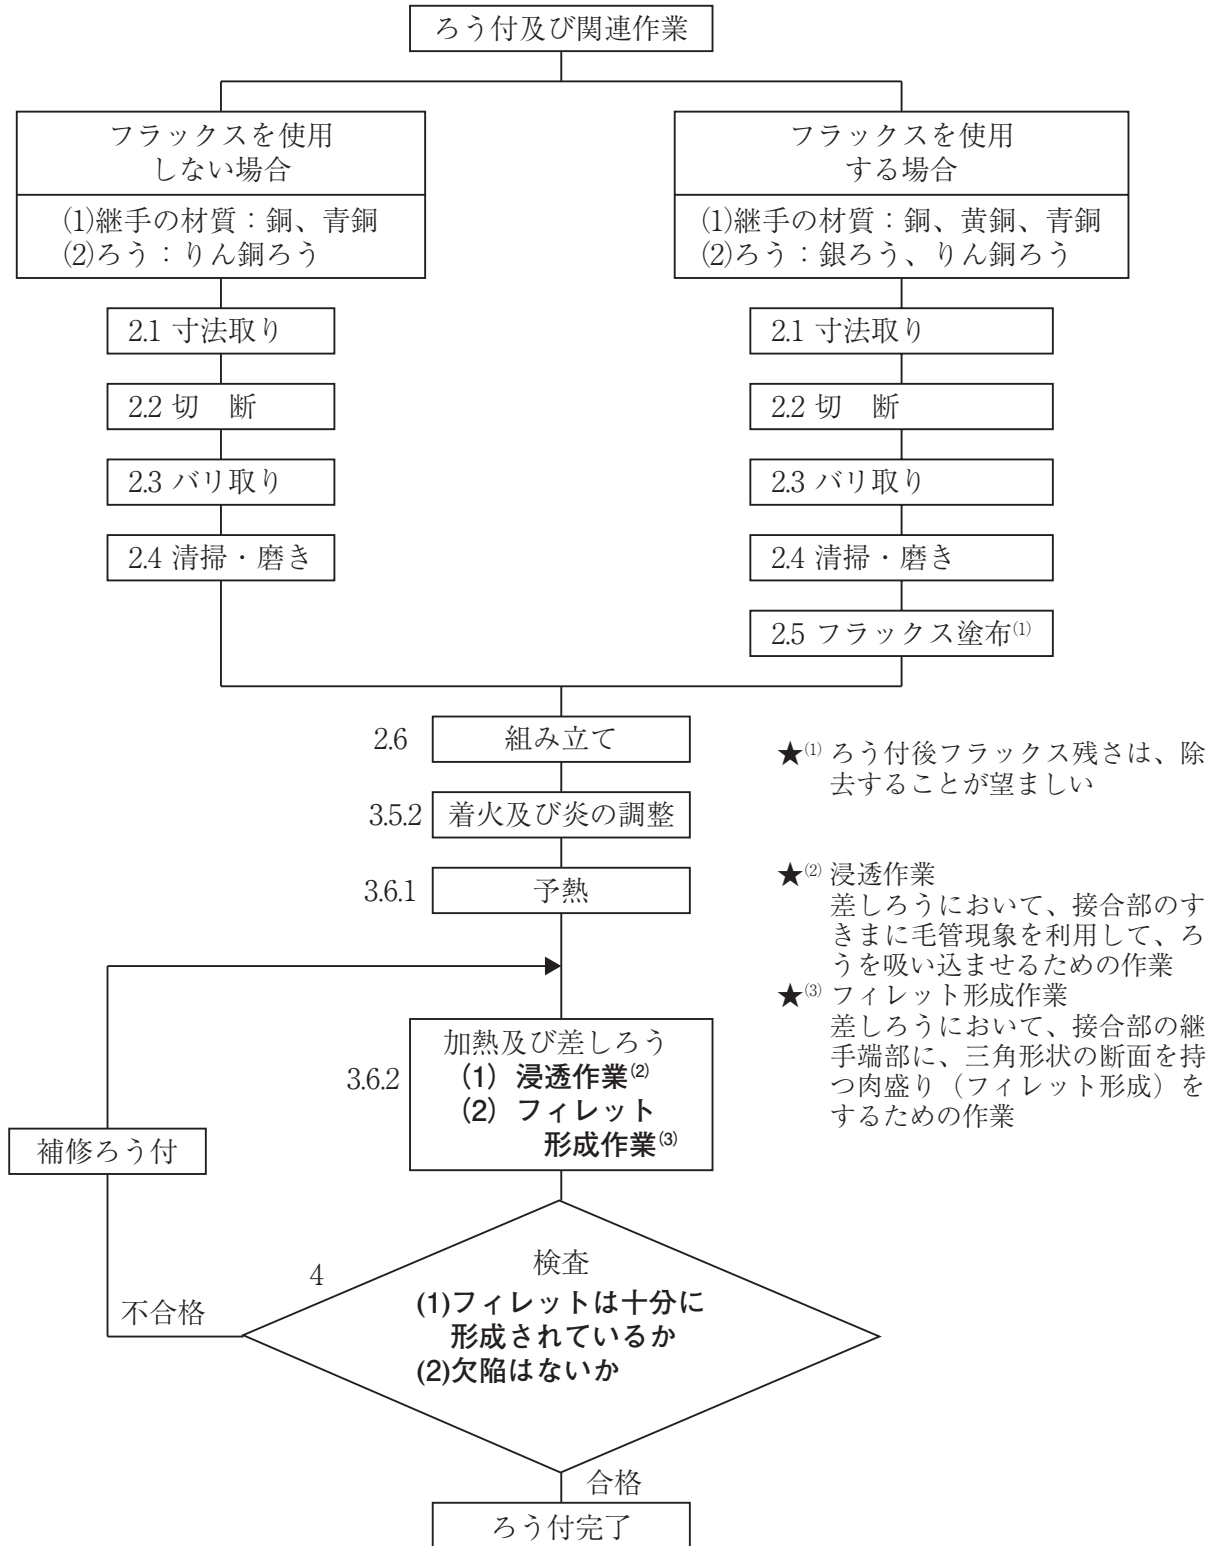 ろう付及び関連作業
フラックスを使用
しない場合
(1)継手の材質：銅、青銅
(2)ろう：りん銅ろう
2.1 寸法取り
2.2 切　断
2.3 バリ取り
2.4 清掃・磨き
フラックスを使用
する場合
(1)継手の材質：銅、黄銅、青銅
(2)ろう：銀ろう、りん銅ろう
2.1 寸法取り
2.2 切　断
2.3 バリ取り
2.4 清掃・磨き
2.5 フラックス塗布(1)
2.6 組み立て
3.5.2 着火及び炎の調整
3.6.1 予熱
★(1) ろう付後フラックス残さは、除
去することが望ましい
★(2) 浸透作業
差しろうにおいて、接合部のす
きまに毛管現象を利用して、ろ
うを吸い込ませるための作業
★(3) フィレット形成作業
差しろうにおいて、接合部の継
手端部に、三角形状の断面を持
つ肉盛り（フィレット形成）を
するための作業
加熱及び差しろう
3.6.2 （1）浸透作業(2)
（2）フィレット
形成作業(3)
補修ろう付
不合格
4 検査
(1)フィレットは十分に
形成されているか
(2)欠陥はないか
合格
ろう付完了